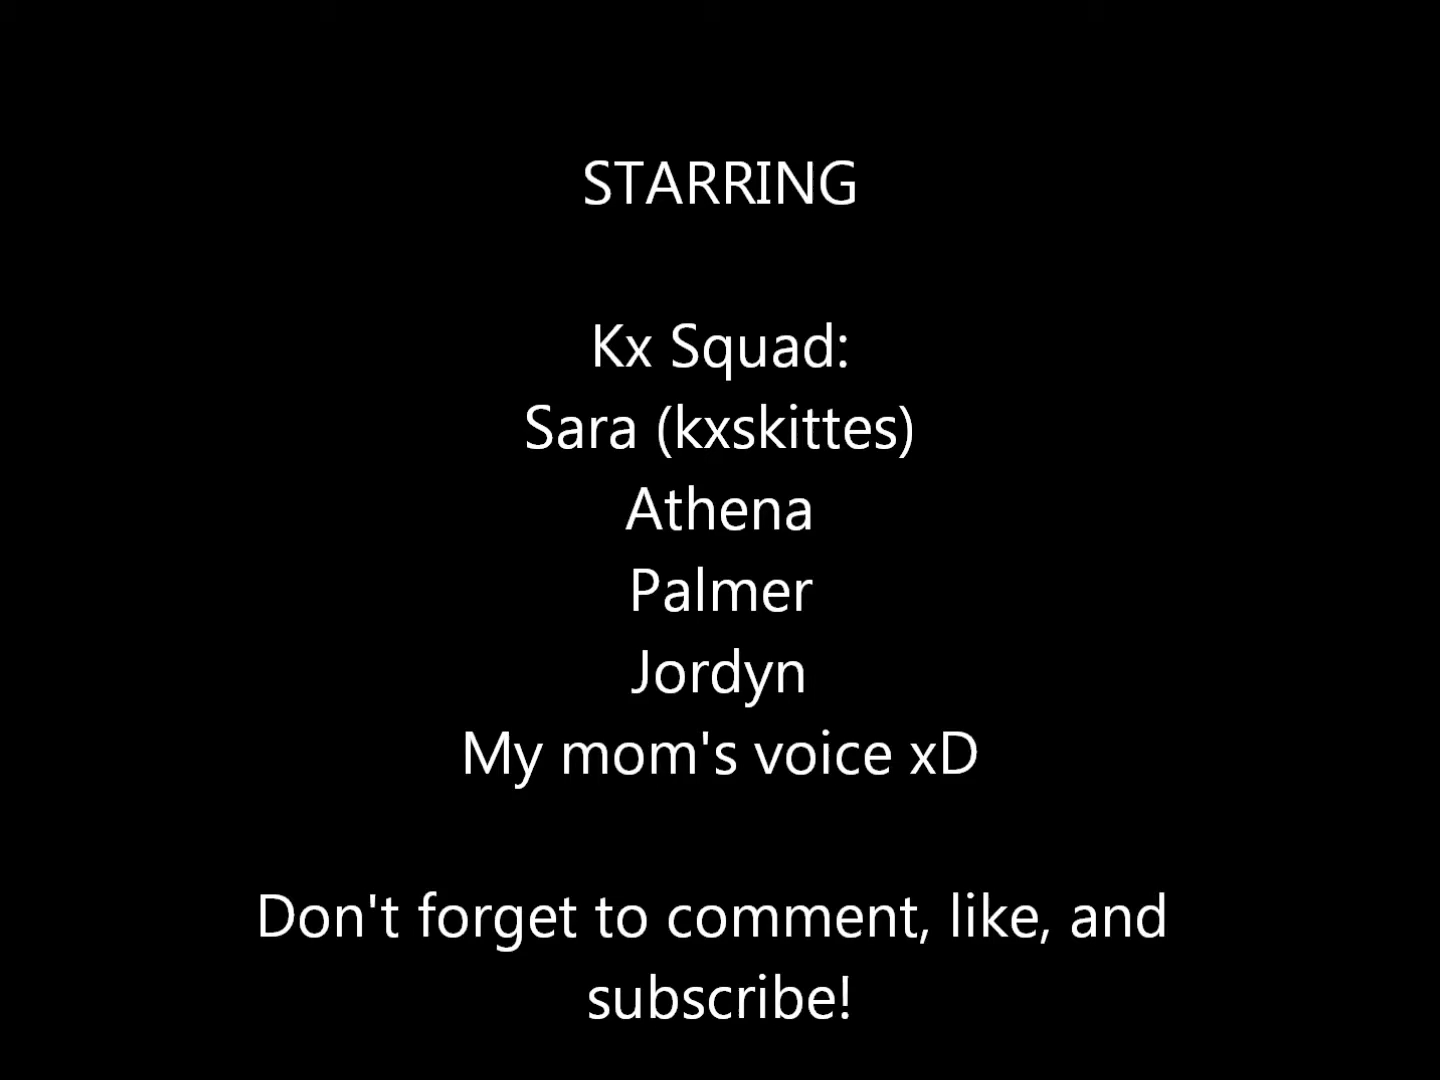 STARRING
Kx Squad:
Sara (kxskittes)
Athena
Palmer
Jordyn
My mom's voice xD
Don't forget to comment, like, and
subscribe!